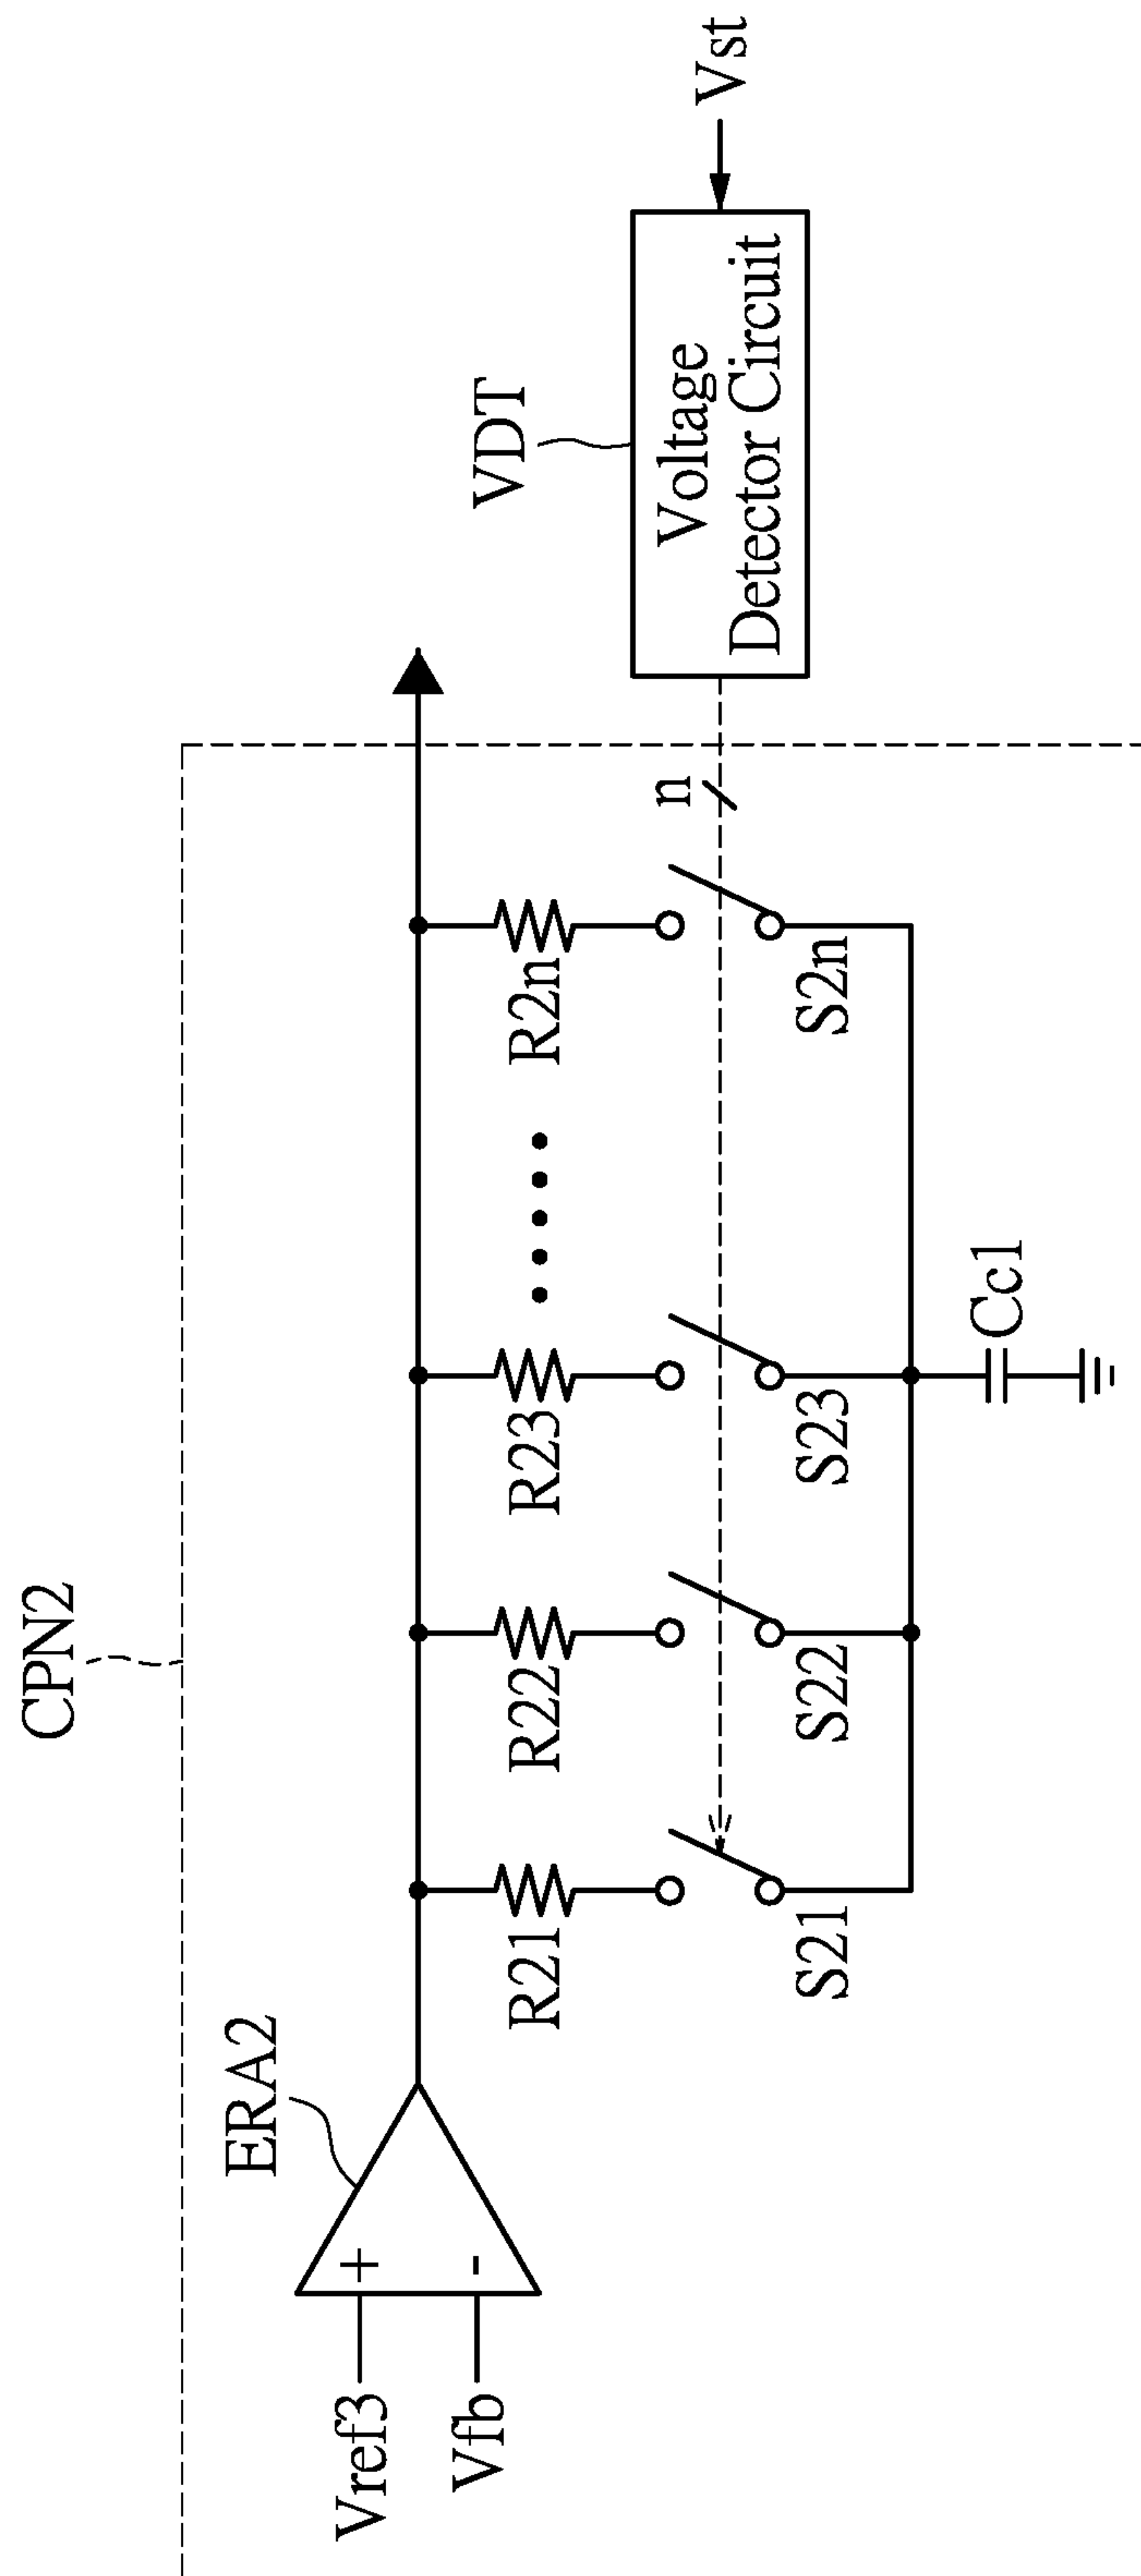 CPN2
ERA2
VDT
Vref3
+
Vfb
-
R21
R22
R23
R2n
n
Voltage
Detector Circuit
Vst
S21
S22
S23
S2n
Cc1